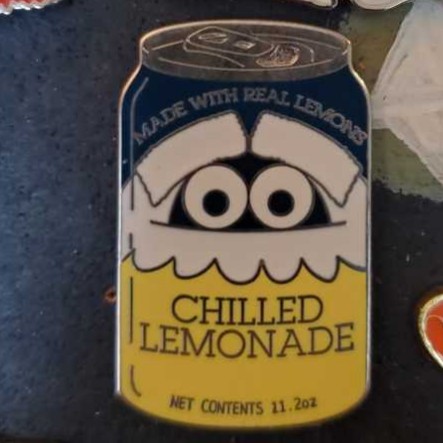 MADE WITH REAL LEMONS
CHILLED
LEMONADE
NET CONTENTS 11.2oz